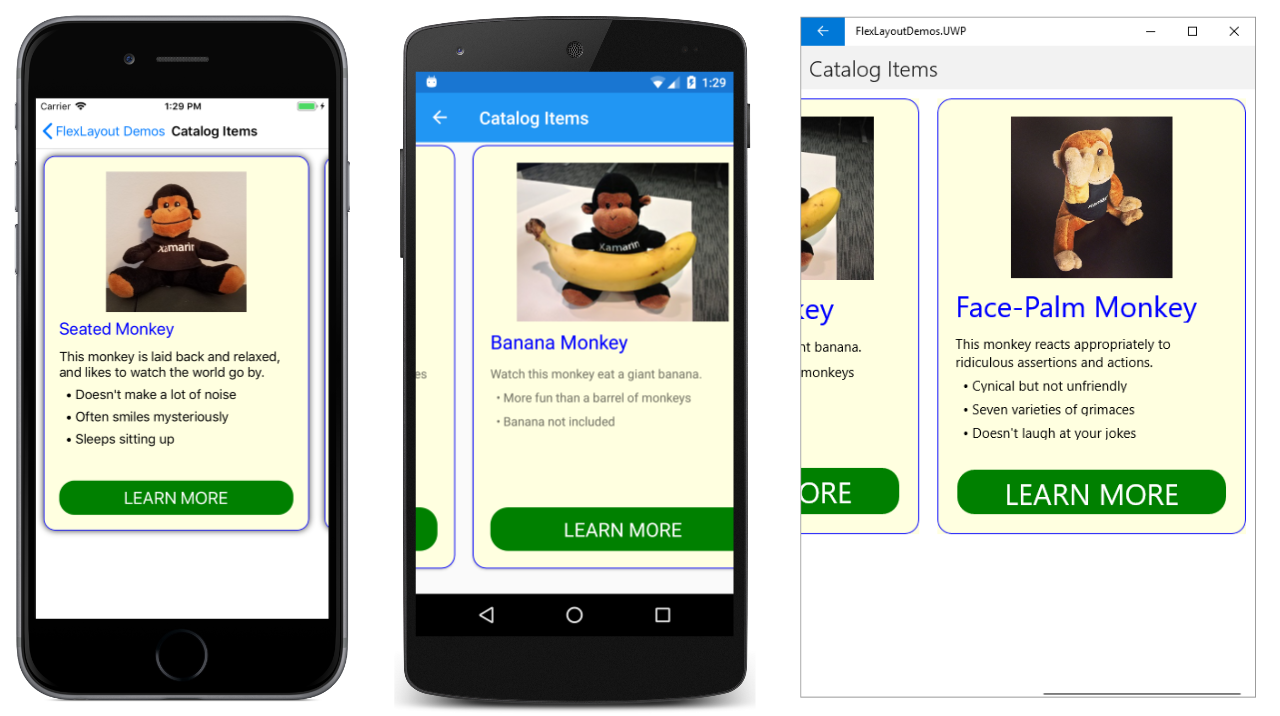 Carrier 1:29 PM
FlexLayout Demos Catalog Items
Xamarin
Seated Monkey
This monkey is laid back and relaxed,
and likes to watch the world go by.
• Doesn't make a lot of noise
• Often smiles mysteriously
• Sleeps sitting up
LEARN MORE
1:29
Catalog Items
Xamarin
Banana Monkey
es
Watch this monkey eat a giant banana.
• More fun than a barrel of monkeys
• Banana not included
LEARN MORE
FlexLayoutDemos.UWP
Catalog Items
key
nt banana.
monkeys
ORE
Xamarin
Face-Palm Monkey
This monkey reacts appropriately to
ridiculous assertions and actions.
• Cynical but not unfriendly
• Seven varieties of grimaces
• Doesn't laugh at your jokes
LEARN MORE